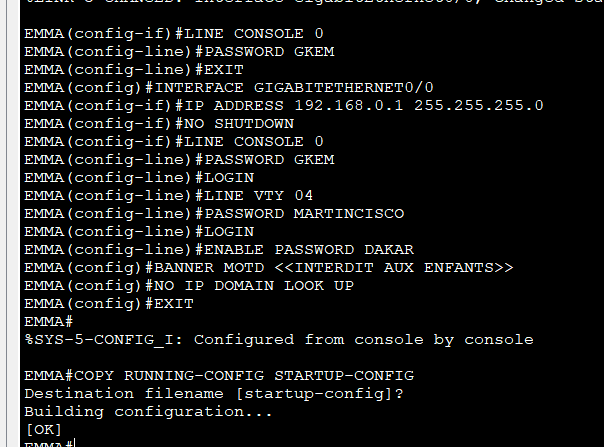 EMMA(config-if)#LINE CONSOLE 0
EMMA(config-line)#PASSWORD GKEM
EMMA(config-line)#EXIT
EMMA(config)#INTERFACE GIGABITETHERNET0/0
EMMA(config-if)#IP ADDRESS 192.168.0.1 255.255.255.0
EMMA(config-if)#NO SHUTDOWN
EMMA(config-if)#LINE CONSOLE 0
EMMA(config-line)#PASSWORD GKEM
EMMA(config-line)#LOGIN
EMMA(config-line)#LINE VTY 04
EMMA(config-line)#PASSWORD MARTINCISCO
EMMA(config-line)#LOGIN
EMMA(config-line)#ENABLE PASSWORD DAKAR
EMMA(config)#BANNER MOTD <<INTERDIT AUX ENFANTS>>
EMMA(config)#NO IP DOMAIN LOOK UP
EMMA(config)#EXIT
EMMA#
%SYS-5-CONFIG_I: Configured from console by console
EMMA#COPY RUNNING-CONFIG STARTUP-CONFIG
Destination filename [startup-config]?
Building configuration...
[OK]
EMMA#